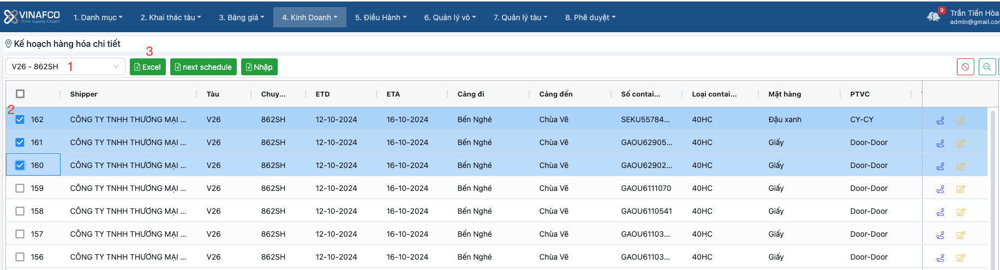 VINAFCO
Think Supply Chain!
1. Danh mục
2. Khai thác tàu
3. Bảng giá
4. Kinh Doanh
5. Điều Hành
6. Quản lý vỏ
7. Quản lý tàu
8. Phê duyệt
9
Trần Tiến Hòa
admin@gmail.com
Kế hoạch hàng hóa chi tiết
3
V26 - 862SH
1
Excel
next schedule
Nhập
Shipper Tàu Chuy... ETD ETA Cảng đi Cảng đến Số contai... Loại contai... Mặt hàng PTVC
2
162 CÔNG TY TNHH THƯƠNG MẠI ... V26 862SH 12-10-2024 16-10-2024 Bến Nghé Chùa Vẽ SEKU55784... 40HC Đậu xanh CY-CY
161 CÔNG TY TNHH THƯƠNG MẠI ... V26 862SH 12-10-2024 16-10-2024 Bến Nghé Chùa Vẽ GAOU62905... 40HC Giấy Door-Door
160 CÔNG TY TNHH THƯƠNG MẠI ... V26 862SH 12-10-2024 16-10-2024 Bến Nghé Chùa Vẽ GAOU62902... 40HC Giấy Door-Door
159 CÔNG TY TNHH THƯƠNG MẠI ... V26 862SH 12-10-2024 16-10-2024 Bến Nghé Chùa Vẽ GAOU6111070 40HC Giấy Door-Door
158 CÔNG TY TNHH THƯƠNG MẠI ... V26 862SH 12-10-2024 16-10-2024 Bến Nghé Chùa Vẽ GAOU6110541 40HC Giấy Door-Door
157 CÔNG TY TNHH THƯƠNG MẠI ... V26 862SH 12-10-2024 16-10-2024 Bến Nghé Chùa Vẽ GAOU61103... 40HC Giấy Door-Door
156 CÔNG TY TNHH THƯƠNG MẠI ... V26 862SH 12-10-2024 16-10-2024 Bến Nghé Chùa Vẽ GAOU61103... 40HC Giấy Door-Door